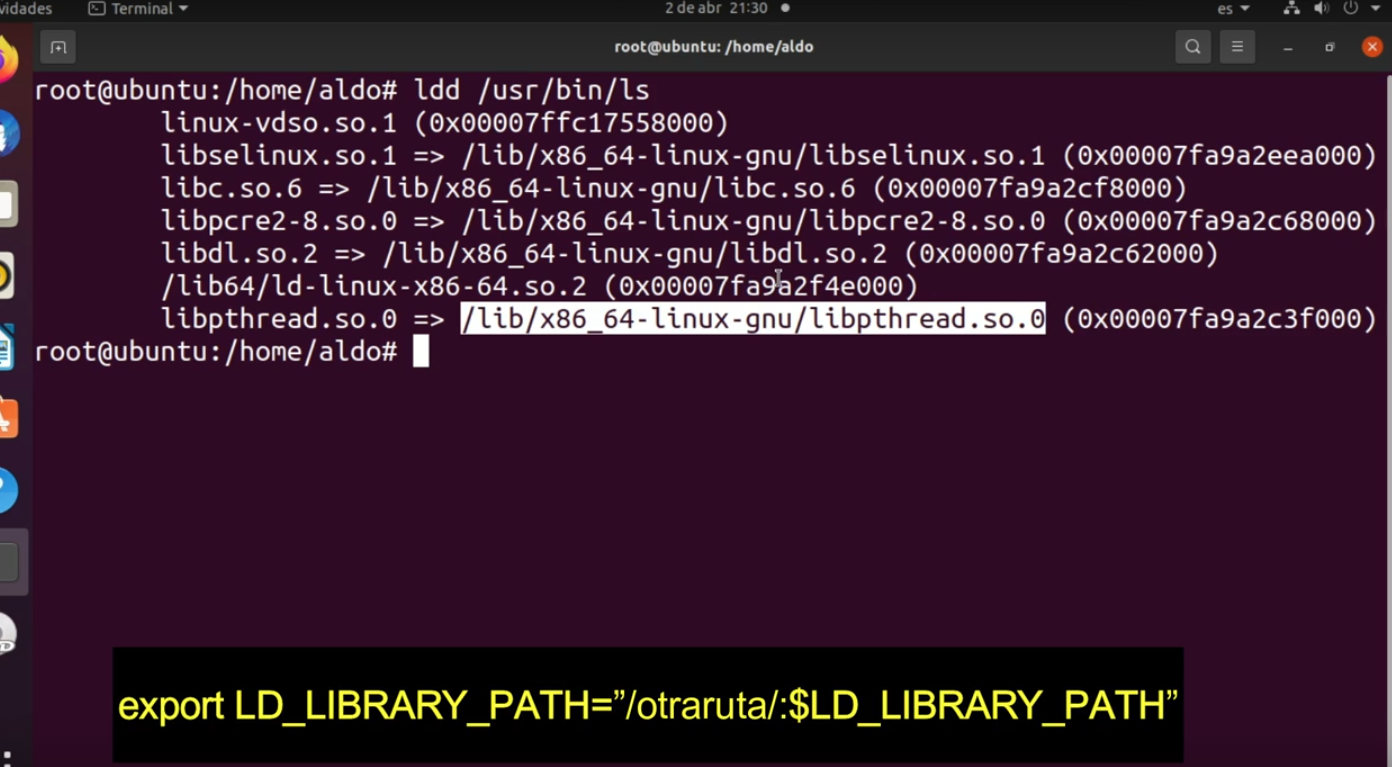 vidades Terminal 2 de abr 21:30 es
root@ubuntu: /home/aldo
root@ubuntu:/home/aldo# ldd /usr/bin/ls
linux-vdso.so.1 (0x00007ffc17558000)
libselinux.so.1 => /lib/x86_64-linux-gnu/libselinux.so.1 (0x00007fa9a2eea000)
libc.so.6 => /lib/x86_64-linux-gnu/libc.so.6 (0x00007fa9a2cf8000)
libpcre2-8.so.0 => /lib/x86_64-linux-gnu/libpcre2-8.so.0 (0x00007fa9a2c68000)
libdl.so.2 => /lib/x86_64-linux-gnu/libdl.so.2 (0x00007fa9a2c62000)
/lib64/ld-linux-x86-64.so.2 (0x00007fa9a2f4e000)
libpthread.so.0 => /lib/x86_64-linux-gnu/libpthread.so.0 (0x00007fa9a2c3f000)
root@ubuntu:/home/aldo#
export LD_LIBRARY_PATH=”/otraruta/:$LD_LIBRARY_PATH”